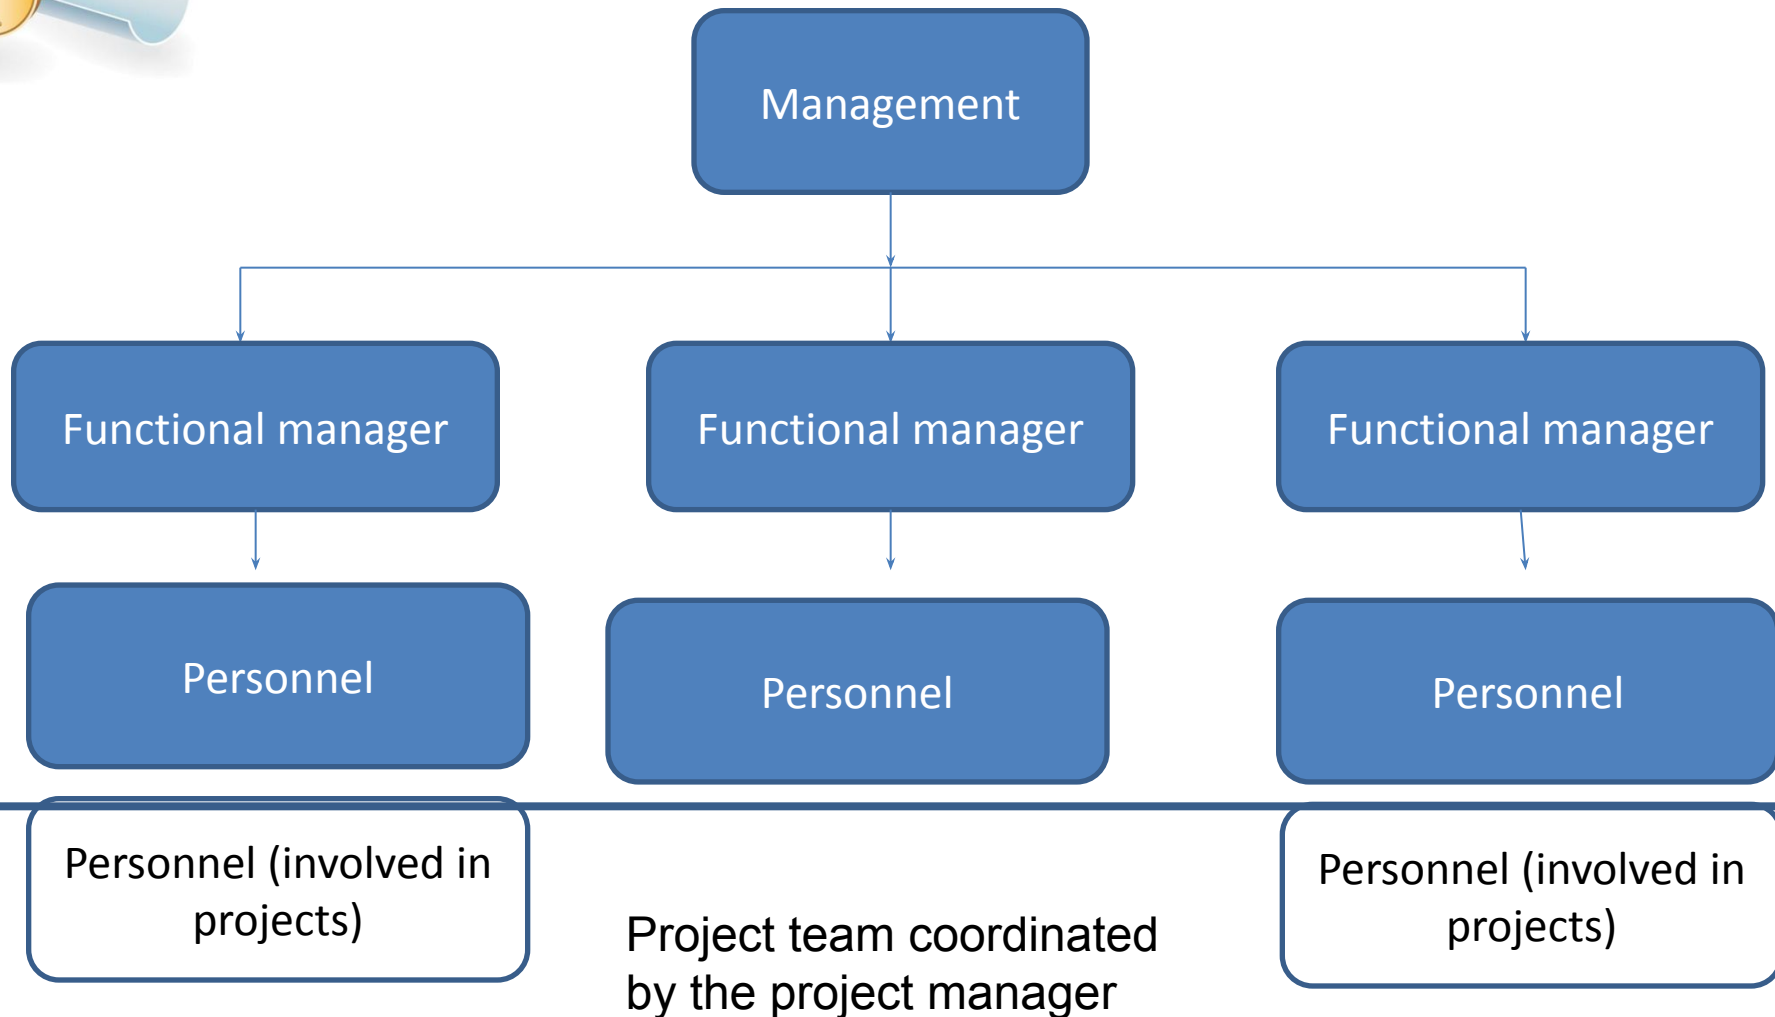 Management
Functional manager
Functional manager
Functional manager
Personnel
Personnel
Personnel
Personnel (involved in
projects)
Personnel (involved in
projects)
Project team coordinated
by the project manager